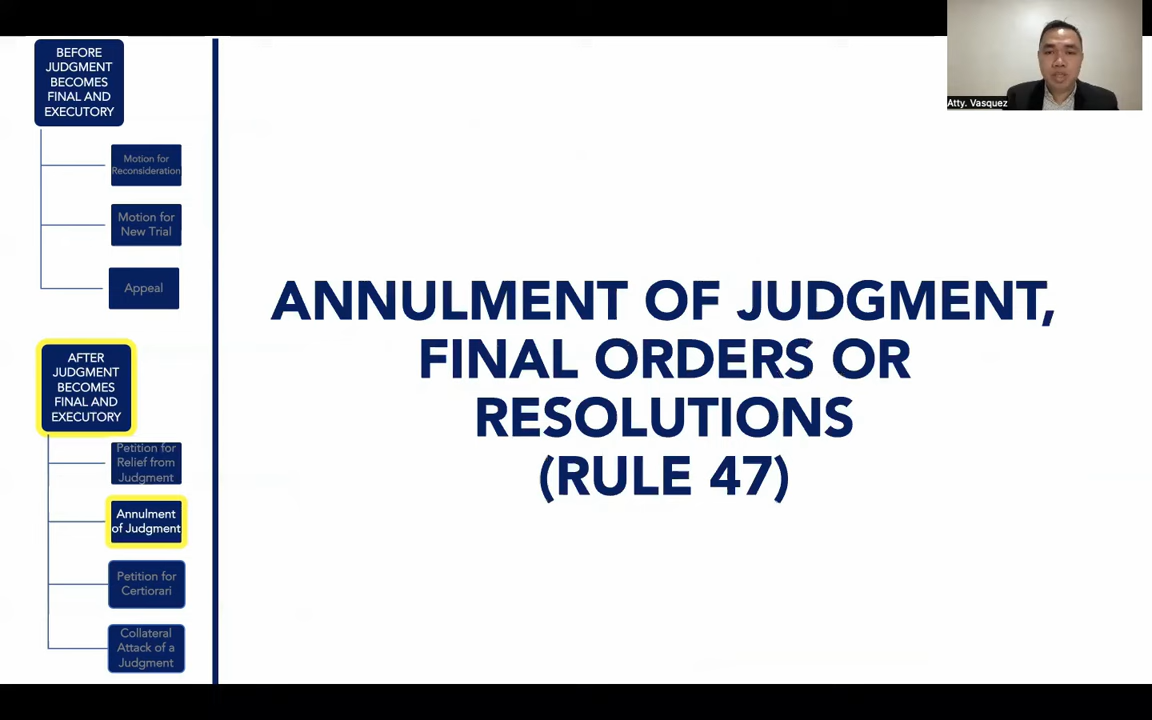 BEFORE
JUDGMENT
BECOMES
FINAL AND
EXECUTORY
Motion for
Reconsideration
Motion for
New Trial
Appeal
AFTER
JUDGMENT
BECOMES
FINAL AND
EXECUTORY
Petition for
Relief from
Judgment
Annulment
of Judgment
Petition for
Certiorari
Collateral
Attack of a
Judgment
ANNULMENT OF JUDGMENT,
FINAL ORDERS OR
RESOLUTIONS
(RULE 47)
Atty. Vasquez